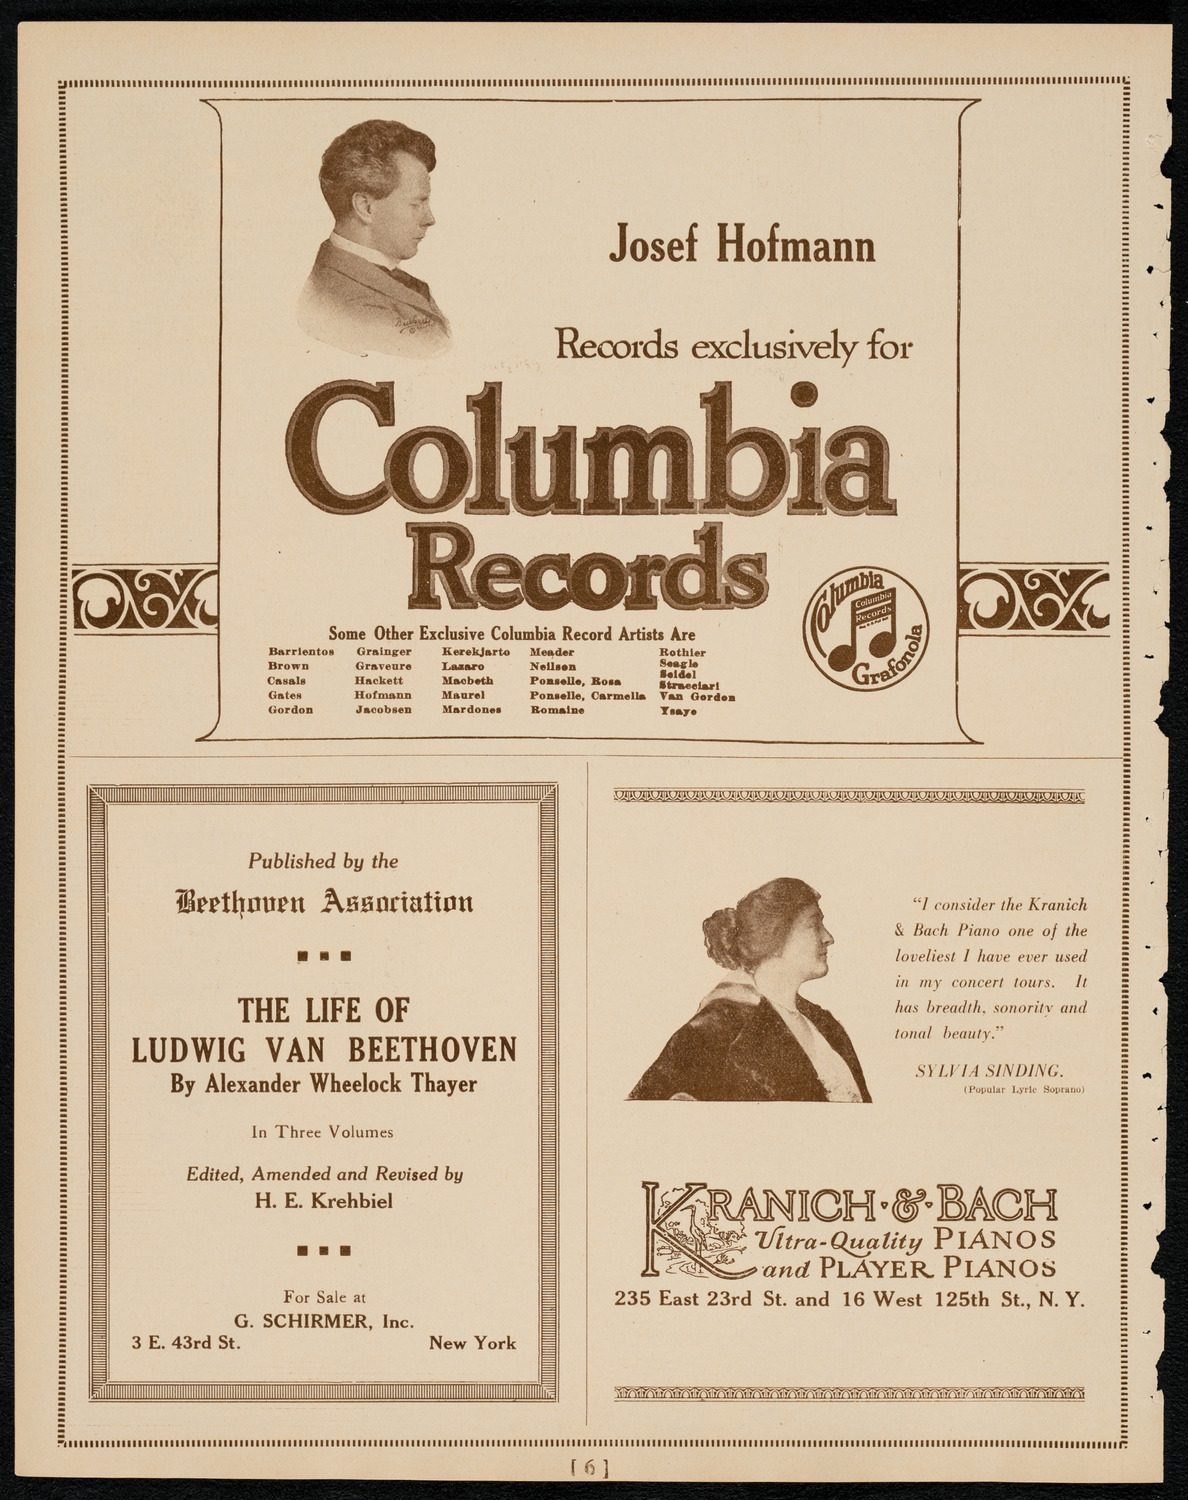 Josef Hofmann
Records exclusively for
Columbia
Records
Some Other Exclusive Columbia Record Artists Are
Barrientos Grainger Kerekjarto Meader Rothier
Brown Graveure Lazaro Neilsen Seagle
Casals Hackett Macbeth Ponselle, Rosa Seidel
Gates Hofmann Maurel Ponselle, Carmella Stracciari
Gordon Jacobsen Mardones Romaine Van Gordon
Ysaye
Columbia
Columbia
Records
Grafonola
Published by the
Beethoven Association
THE LIFE OF
LUDWIG VAN BEETHOVEN
By Alexander Wheelock Thayer
In Three Volumes
Edited, Amended and Revised by
H. E. Krehbiel
For Sale at
G. SCHIRMER, Inc.
3 E. 43rd St. New York
“I consider the Kranich
& Bach Piano one of the
loveliest I have ever used
in my concert tours. It
has breadth, sonority and
tonal beauty.”
SYLVIA SINDING.
(Popular Lyric Soprano)
KRANICH·&·BACH
Ultra-Quality PIANOS
and PLAYER PIANOS
235 East 23rd St. and 16 West 125th St., N. Y.
[ 6 ]